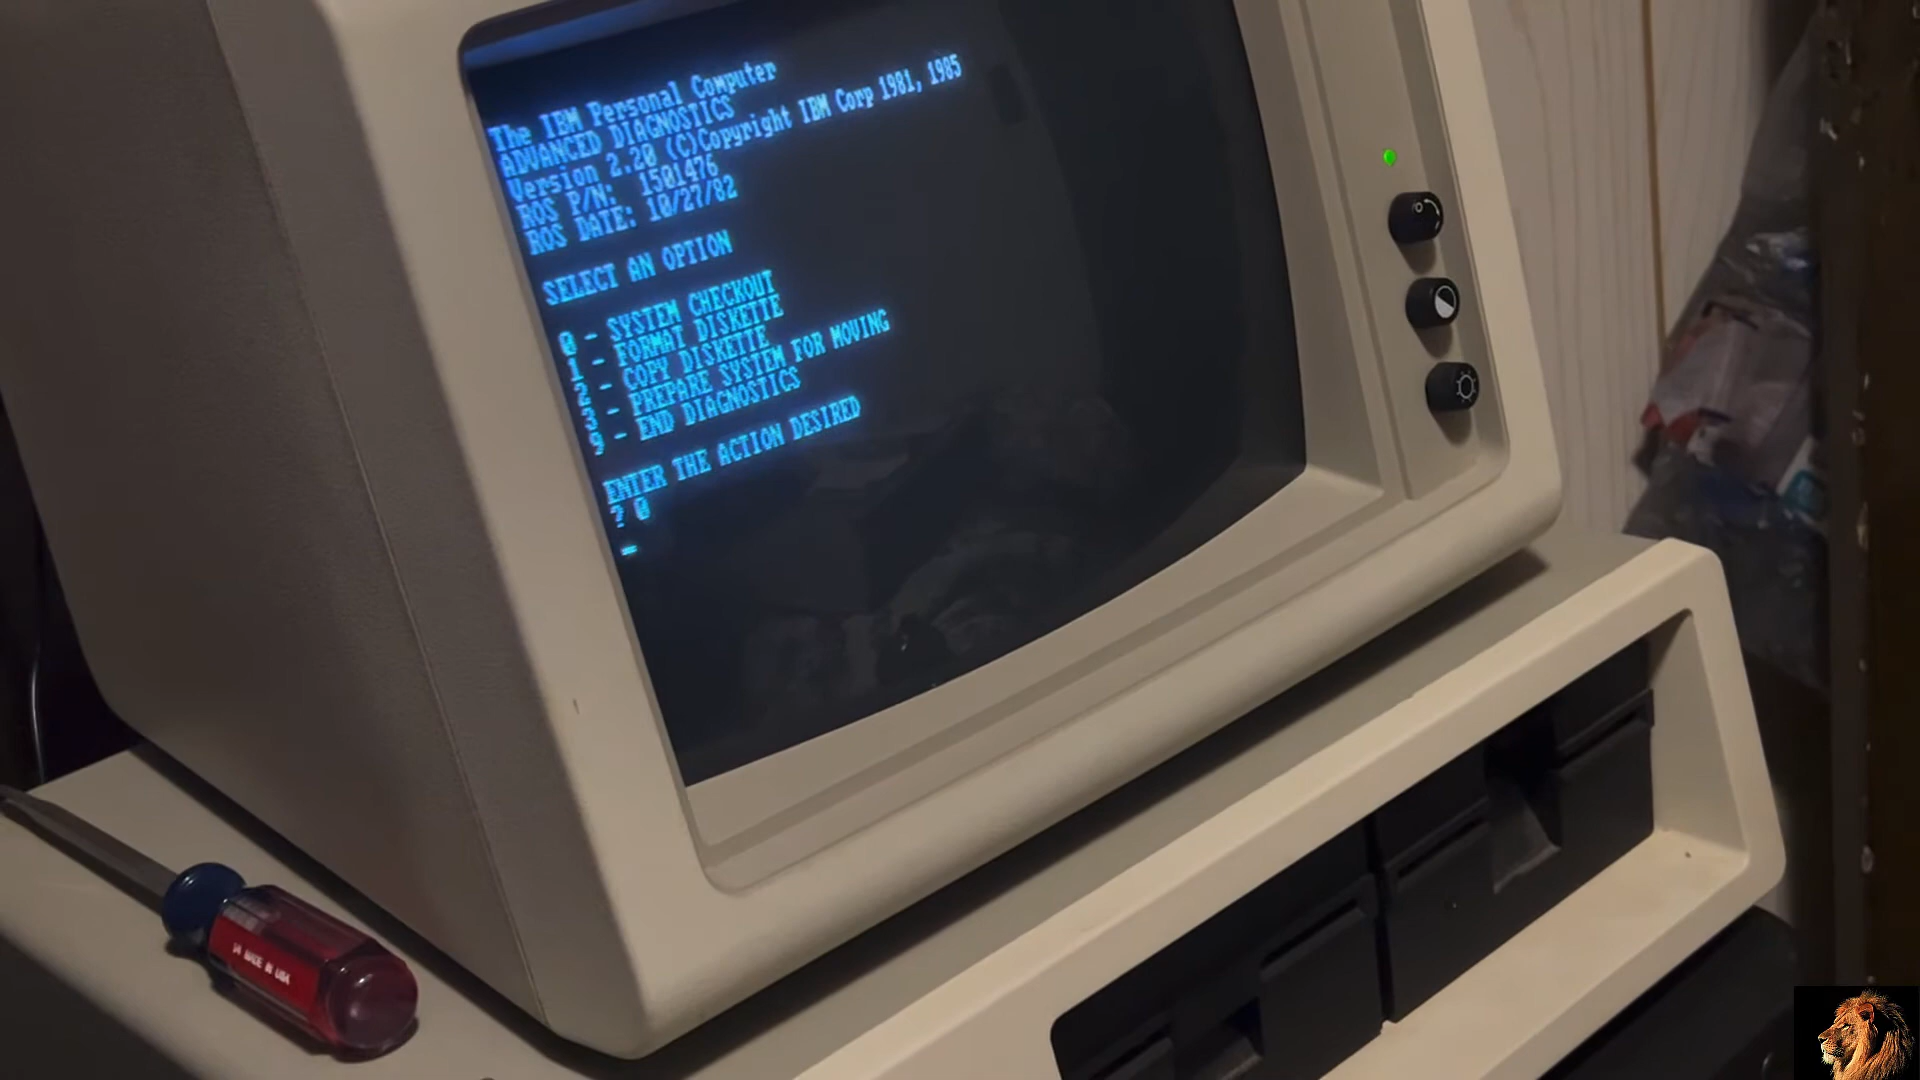 The IBM Personal Computer
ADVANCED DIAGNOSTICS
Version 2.20 (C)Copyright IBM Corp 1981, 1985
ROS P/N: 1501476
ROS DATE: 10/27/82
SELECT AN OPTION
0 - SYSTEM CHECKOUT
1 - FORMAT DISKETTE
2 - COPY DISKETTE
3 - PREPARE SYSTEM FOR MOVING
9 - END DIAGNOSTICS
ENTER THE ACTION DESIRED
? 0
_
MADE IN USA